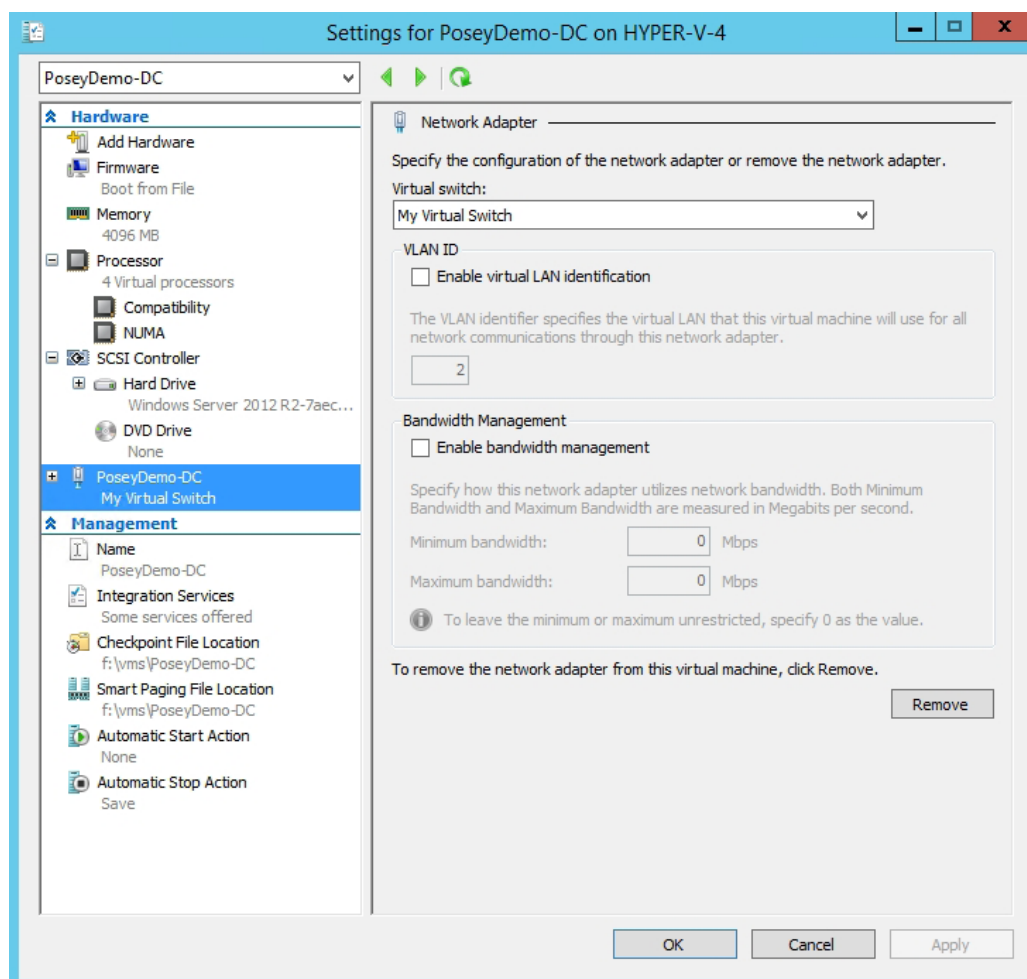 Settings for PoseyDemo-DC on HYPER-V-4
PoseyDemo-DC
Hardware
Add Hardware
Firmware
Boot from File
Memory
4096 MB
Processor
4 Virtual processors
Compatibility
NUMA
SCSI Controller
Hard Drive
Windows Server 2012 R2-7aec...
DVD Drive
None
PoseyDemo-DC
My Virtual Switch
Management
Name
PoseyDemo-DC
Integration Services
Some services offered
Checkpoint File Location
f:\vms\PoseyDemo-DC
Smart Paging File Location
f:\vms\PoseyDemo-DC
Automatic Start Action
None
Automatic Stop Action
Save
Network Adapter
Specify the configuration of the network adapter or remove the network adapter.
Virtual switch:
My Virtual Switch
VLAN ID
Enable virtual LAN identification
The VLAN identifier specifies the virtual LAN that this virtual machine will use for all
network communications through this network adapter.
2
Bandwidth Management
Enable bandwidth management
Specify how this network adapter utilizes network bandwidth. Both Minimum
Bandwidth and Maximum Bandwidth are measured in Megabits per second.
Minimum bandwidth: 0 Mbps
Maximum bandwidth: 0 Mbps
To leave the minimum or maximum unrestricted, specify 0 as the value.
To remove the network adapter from this virtual machine, click Remove.
Remove
OK Cancel Apply